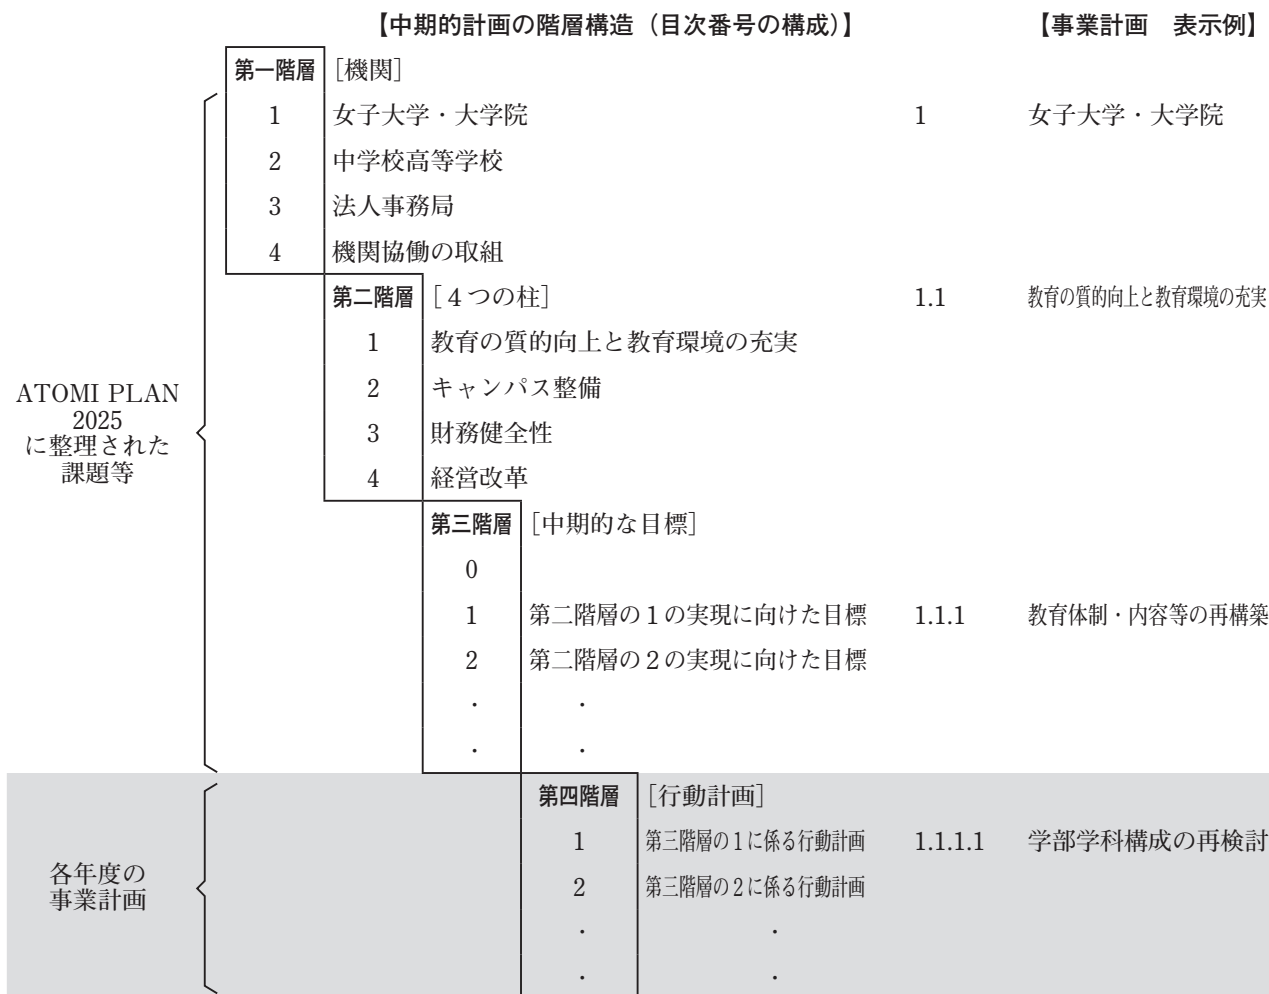 【中期的計画の階層構造（目次番号の構成）】 【事業計画　表示例】
第一階層 ［機関］
1 女子大学・大学院 1 女子大学・大学院
2 中学校高等学校
3 法人事務局
4 機関協働の取組
第二階層 ［４つの柱］ 1.1 教育の質的向上と教育環境の充実
1 教育の質的向上と教育環境の充実
2 キャンパス整備
3 財務健全性
4 経営改革
ATOMI PLAN
2025
に整理された
課題等
第三階層 ［中期的な目標］
0
1 第二階層の１の実現に向けた目標 1.1.1 教育体制・内容等の再構築
2 第二階層の２の実現に向けた目標
・ ・
・ ・
第四階層 ［行動計画］
1 第三階層の１に係る行動計画 1.1.1.1 学部学科構成の再検討
2 第三階層の２に係る行動計画
・ ・
・ ・
各年度の
事業計画